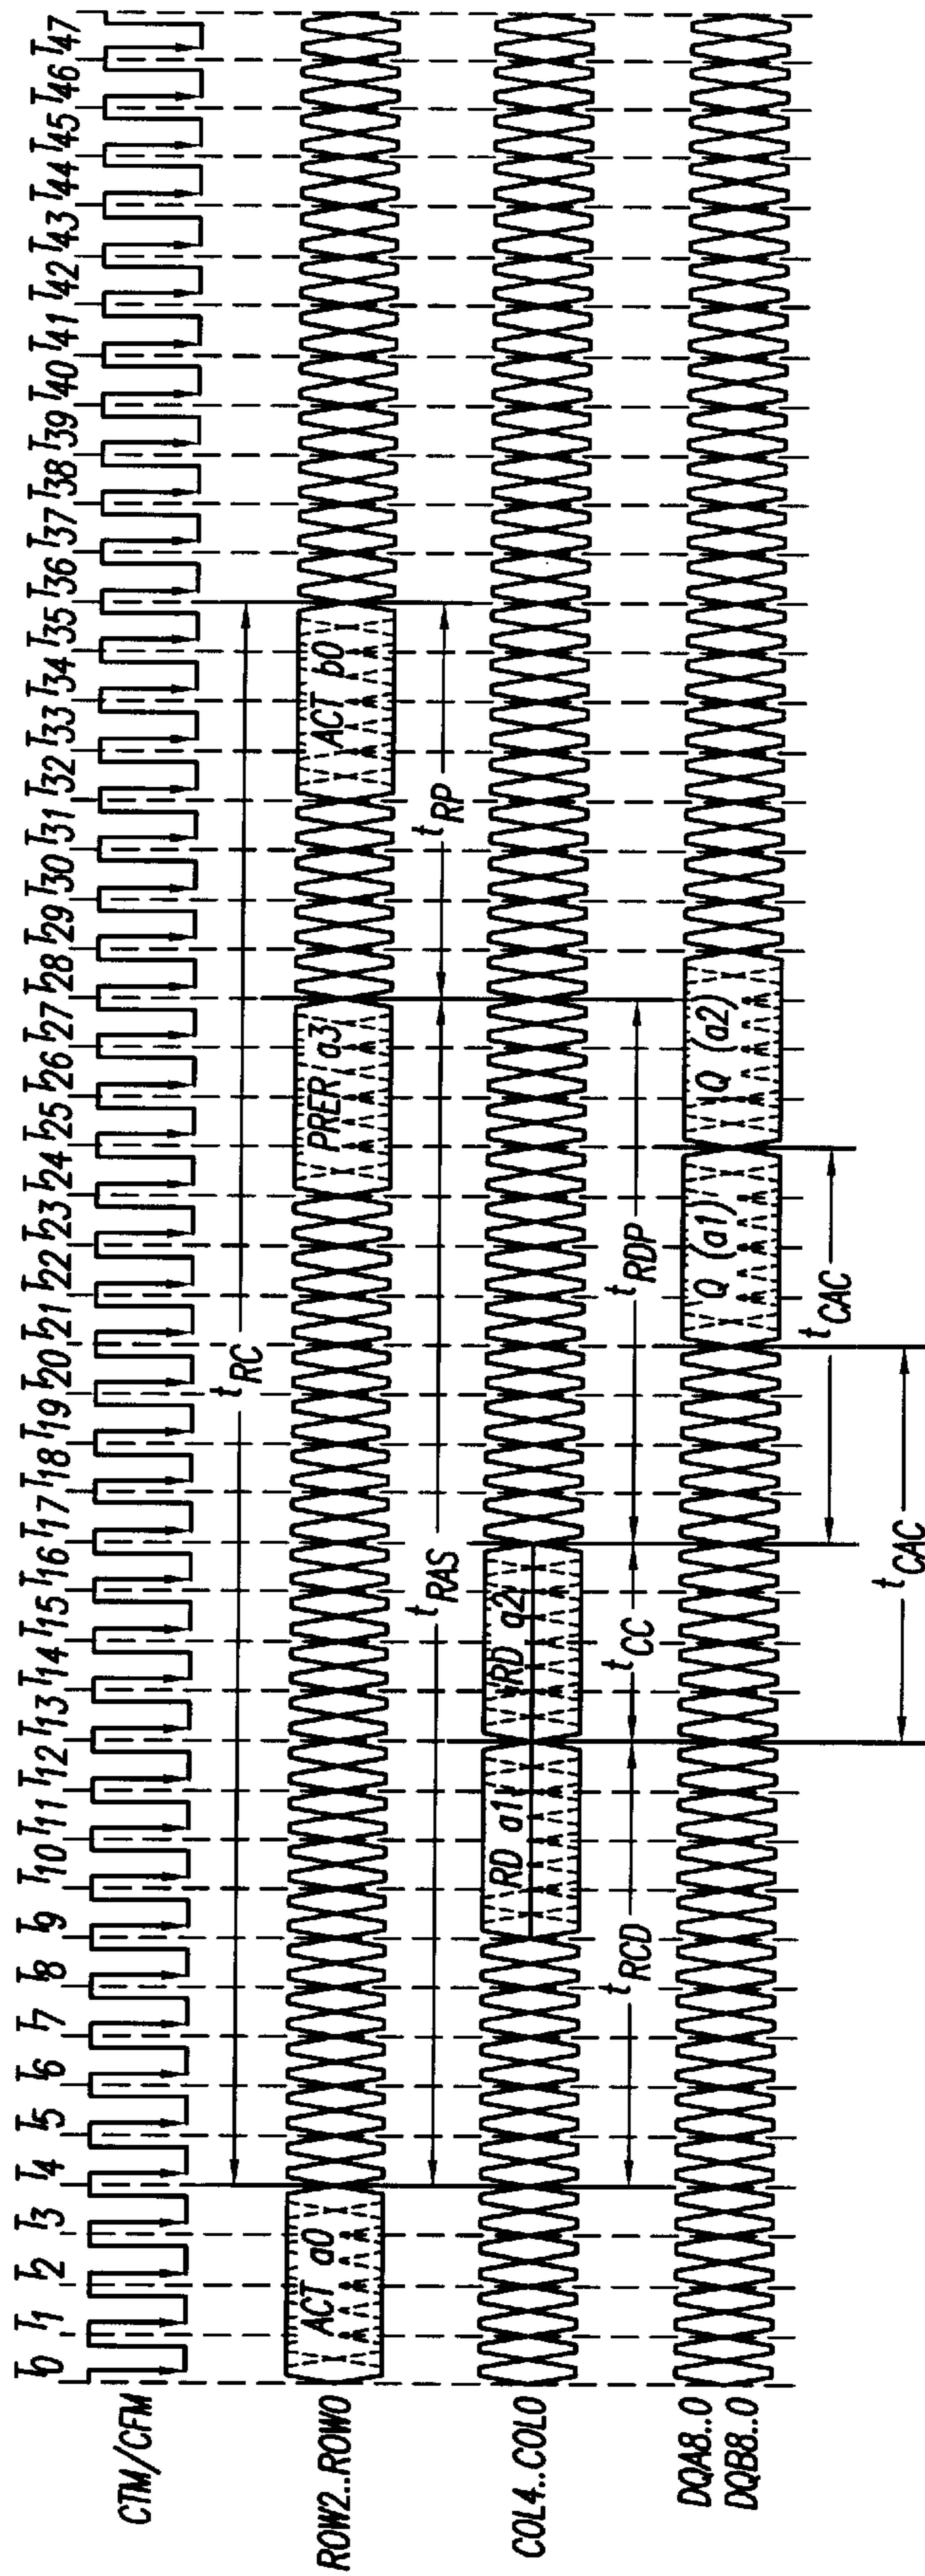 T0 T1 T2 T3 T4 T5 T6 T7 T8 T9 T10 T11 T12 T13 T14 T15 T16 T17 T18 T19 T20 T21 T22 T23 T24 T25 T26 T27 T28 T29 T30 T31 T32 T33 T34 T35 T36 T37 T38 T39 T40 T41 T42 T43 T44 T45 T46 T47
CTM/CFM
tRC
ROW2..ROW0
ACT a0
PRER a3
ACT b0
tRAS
tRP
COL4..COL0
RD a1
RD a2
tRCD
tCC
tRDP
DQA8..0
DQB8..0
Q (a1)
Q (a2)
tCAC
tCAC